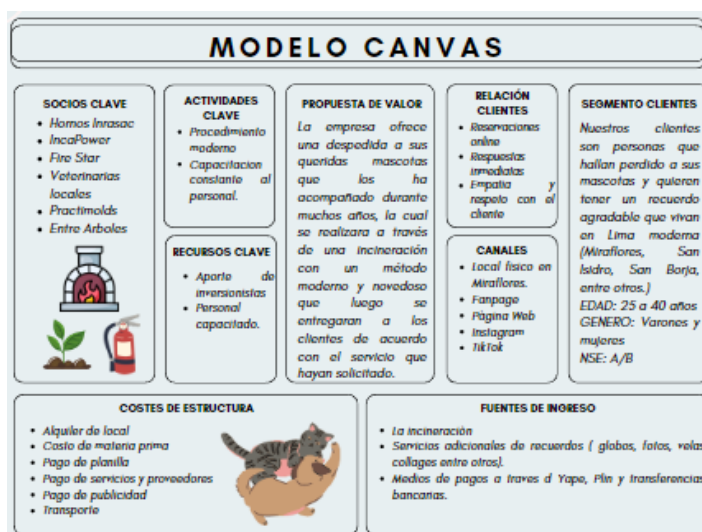 MODELO CANVAS
SOCIOS CLAVE
Hornos Inrasac
IncaPower
Fire Star
Veterinarias
locales
Practimolds
Entre Arboles
ACTIVIDADES
CLAVE
Procedimiento
moderno
Capacitacion
constante al
personal.
RECURSOS CLAVE
Aporte de
inversionistas
Personal
capacitado.
PROPUESTA DE VALOR
La empresa ofrece
una despedida a sus
queridas mascotas
que los ha
acompañado durante
muchos años, la cual
se realizara a través
de una incineración
con un método
moderno y novedoso
que luego se
entregaran a los
clientes de acuerdo
con el servicio que
hayan solicitado.
RELACIÓN
CLIENTES
Reservaciones
online
Respuestas
inmediatas
Empatía y
respeto con el
cliente
CANALES
Local físico en
Miraflores.
Fanpage
Página Web
Instagram
TikTok
SEGMENTO CLIENTES
Nuestros clientes
son personas que
hallan perdido a sus
mascotas y quieren
tener un recuerdo
agradable que vivan
en Lima moderna
(Miraflores, San
Isidro, San Borja,
entre otros.)
EDAD: 25 a 40 años
GENERO: Varones y
mujeres
NSE: A/B
COSTES DE ESTRUCTURA
Alquiler de local
Costo de materia prima
Pago de planilla
Pago de servicios y proveedores
Pago de publicidad
Transporte
FUENTES DE INGRESO
La incineración
Servicios adicionales de recuerdos ( globos, fotos, velas
collages entre otros).
Medios de pagos a traves d Yape, Plin y transferencias
bancarias.